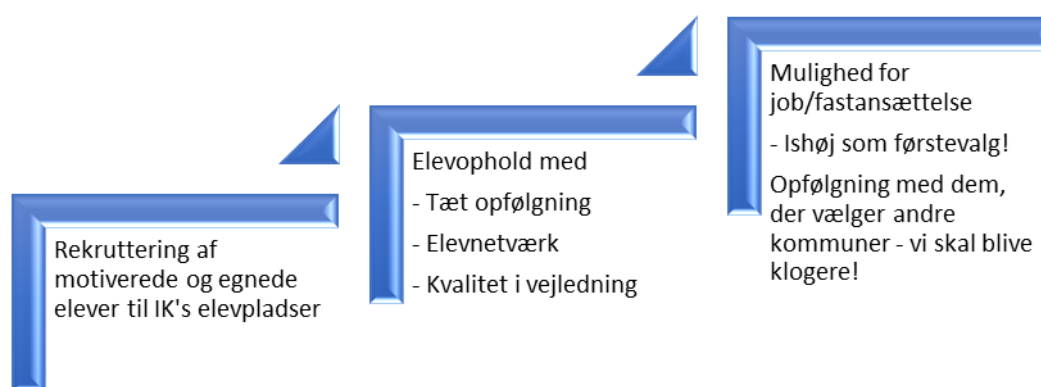 Rekruttering af
motiverede og egnede
elever til IK's elevpladser
Elevophold med
- Tæt opfølgning
- Elevnetværk
- Kvalitet i vejledning
Mulighed for
job/fastansættelse
- Ishøj som førstevalg!
Opfølgning med dem,
der vælger andre
kommuner - vi skal blive
klogere!